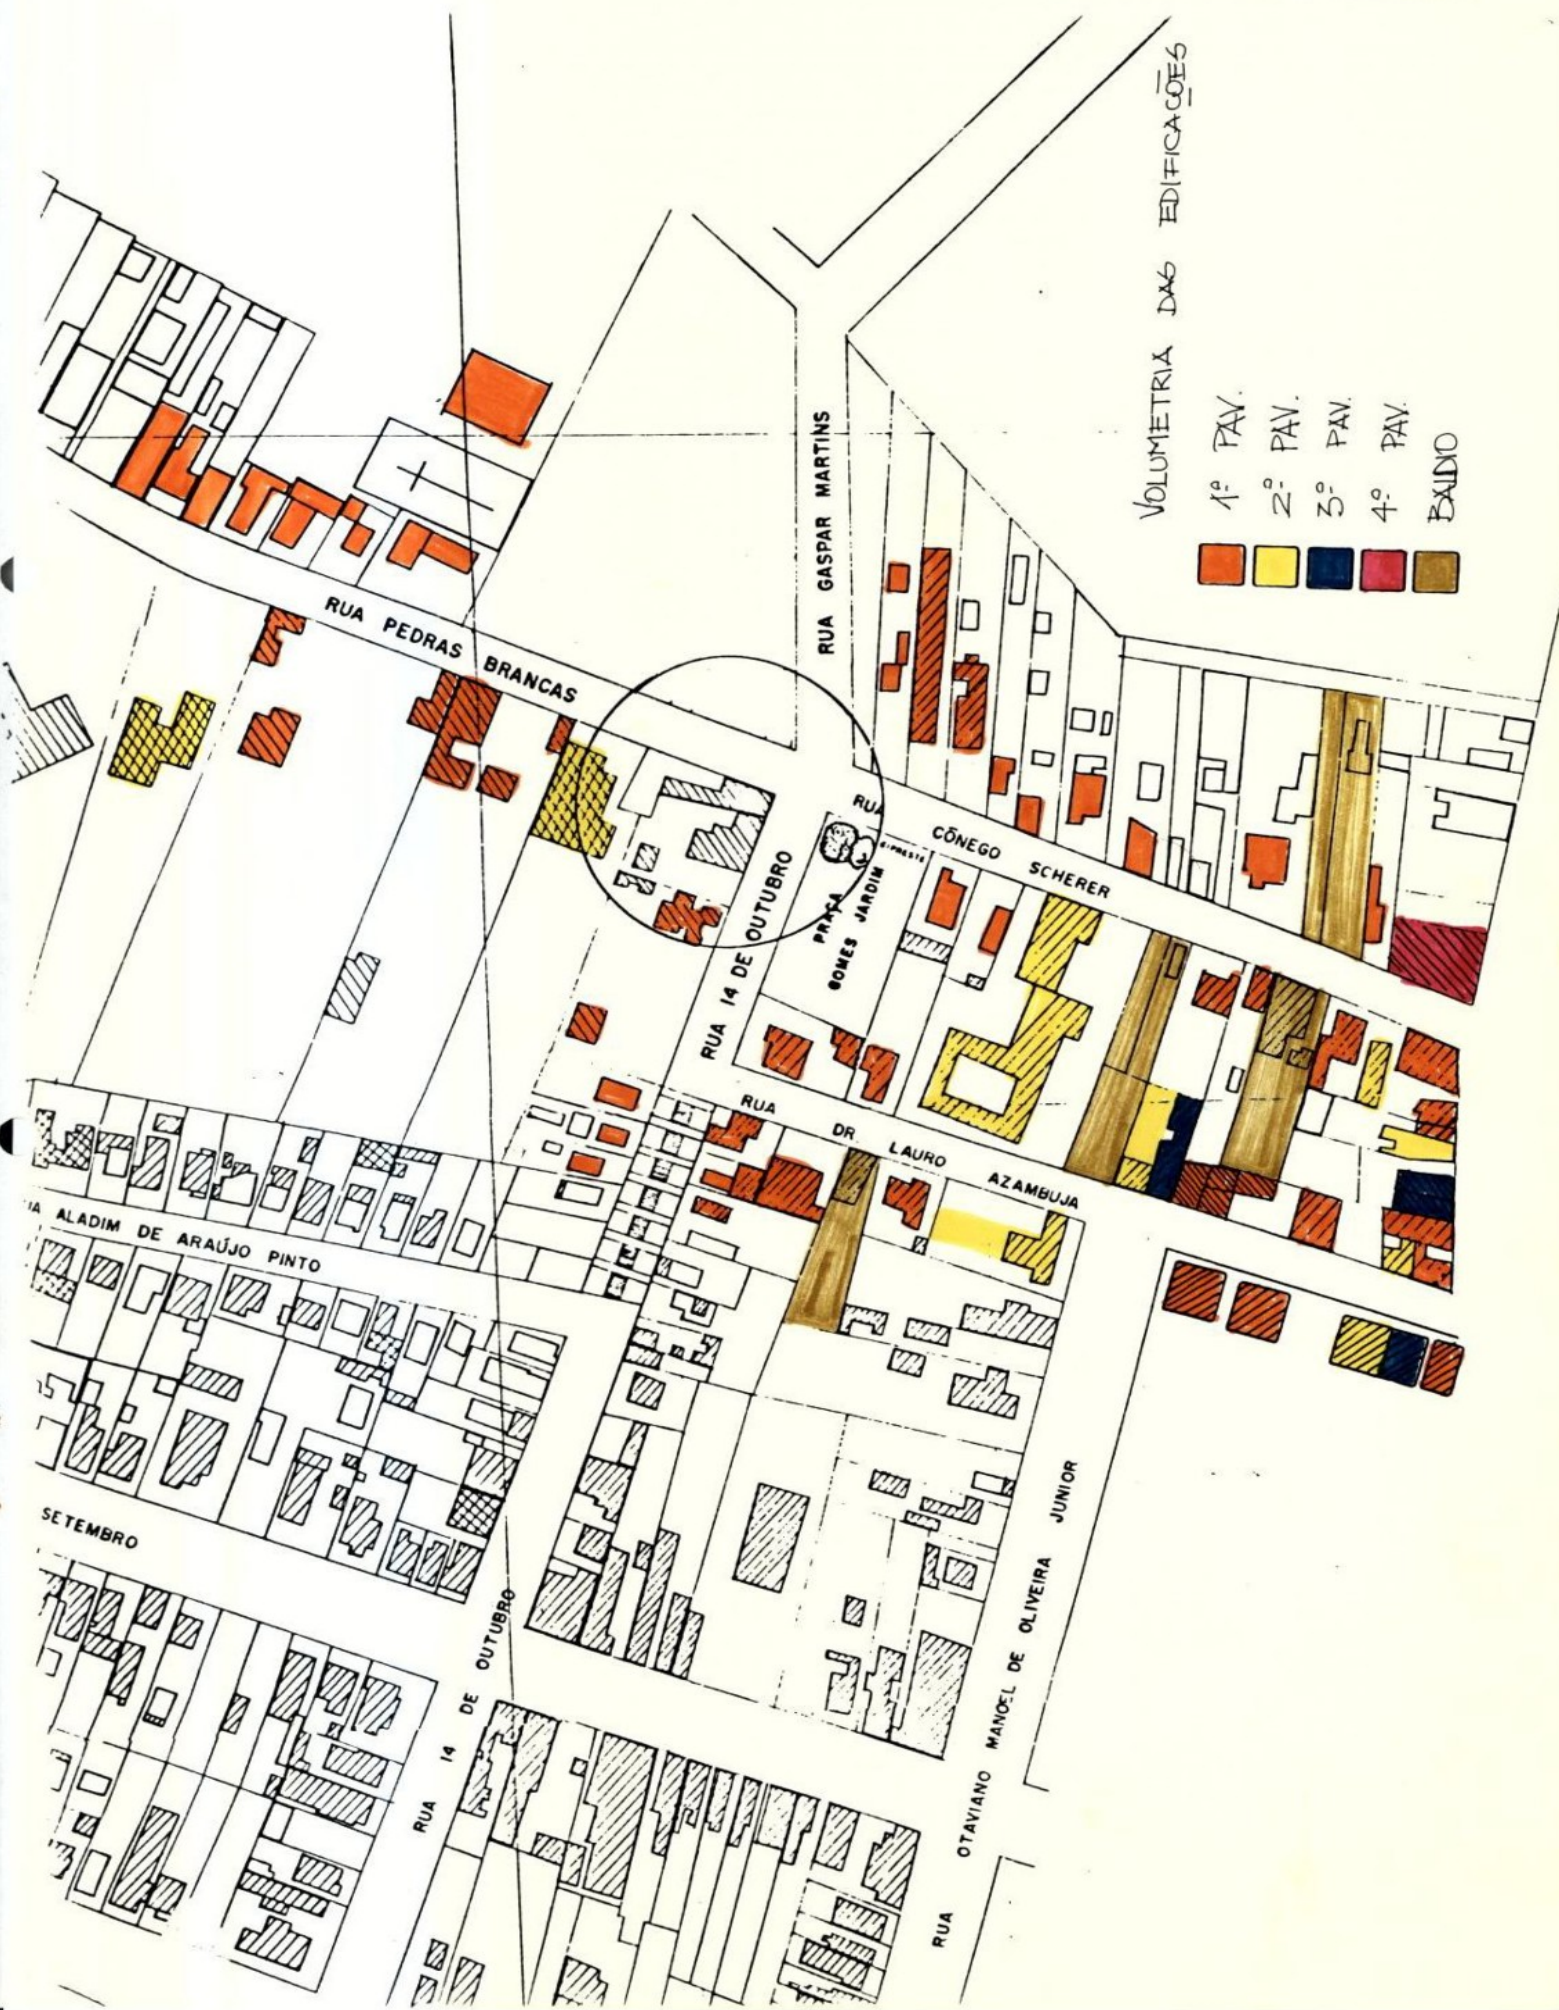 VOLUMETRIA DAS EDIFICAÇÕES
1º PAV.
2º PAV.
3º PAV.
4º PAV.
BALDIO
RUA GASPAR MARTINS
RUA PEDRAS BRANCAS
RUA CÔNEGO SCHERER
CIPRESTE
PRAÇA
GOMES JARDIM
RUA 14 DE OUTUBRO
RUA DR LAURO AZAMBUJA
ALADIM DE ARAÚJO PINTO
SETEMBRO
RUA 14 DE OUTUBRO
RUA OTAVIANO MANOEL DE OLIVEIRA JUNIOR